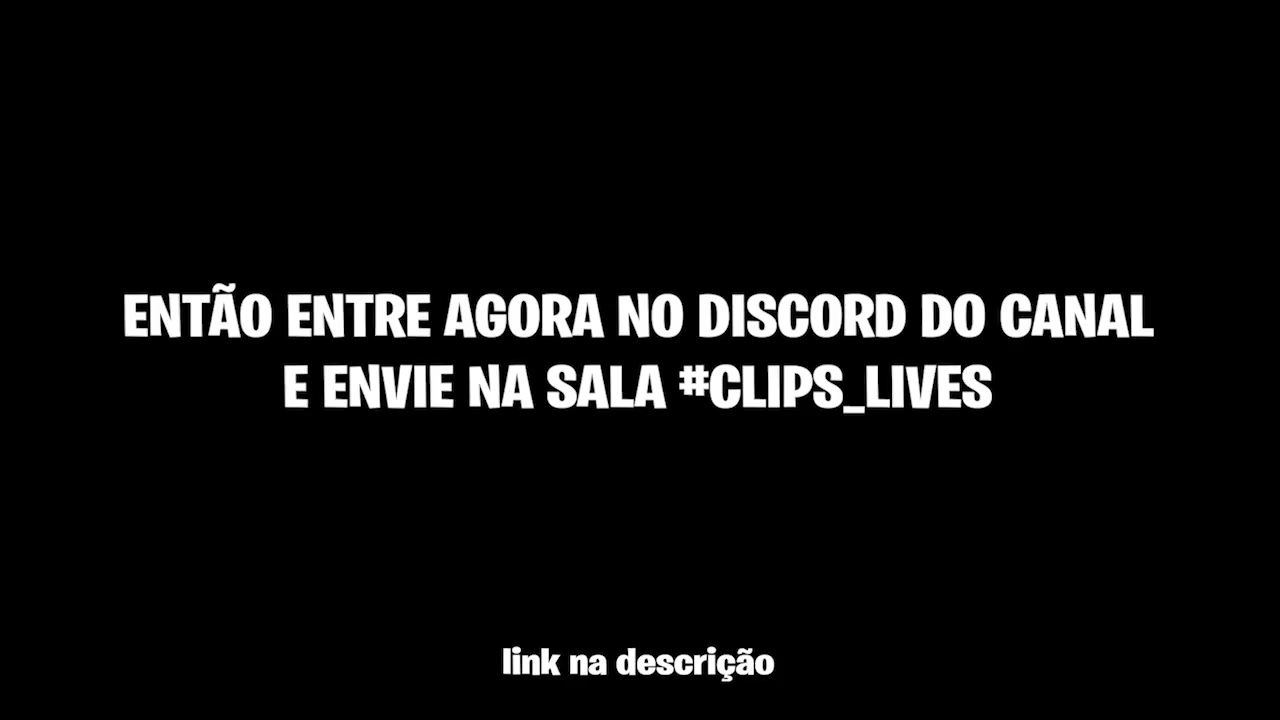 ENTÃO ENTRE AGORA NO DISCORD DO CANAL
E ENVIE NA SALA #CLIPS_LIVES
link na descrição